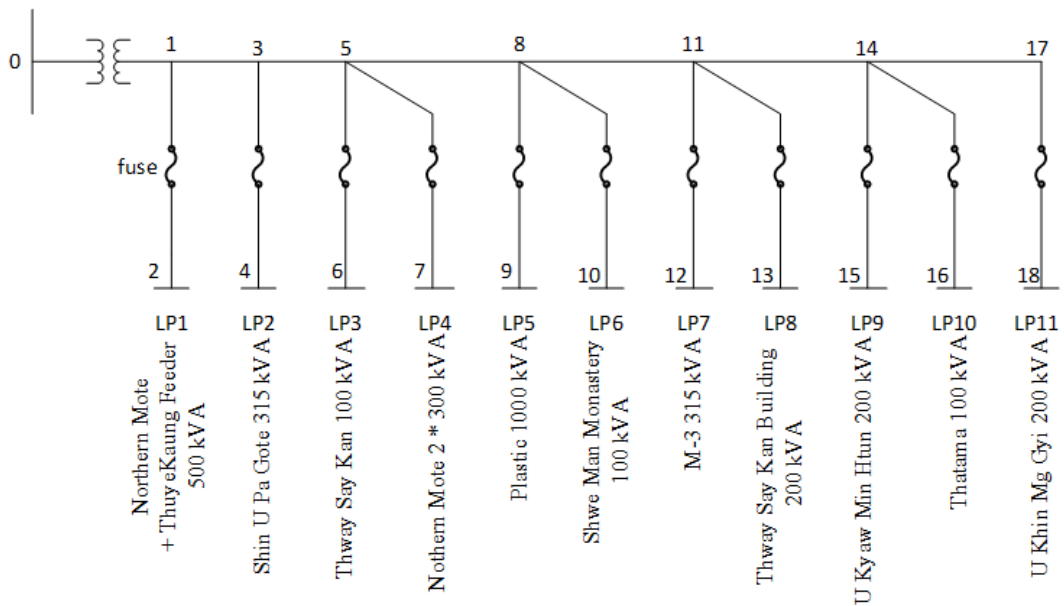 0
1
3
5
8
11
14
17
fuse
2
4
6
7
9
10
12
13
15
16
18
LP1
LP2
LP3
LP4
LP5
LP6
LP7
LP8
LP9
LP10
LP11
Northern Mote
+ ThuyeKaung Feeder
500 kVA
Shin U Pa Gote 315 kVA
Thway Say Kan 100 kVA
Nothern Mote 2 * 300 kVA
Plastic 1000 kVA
Shwe Man Monastery
100 kVA
M-3 315 kVA
Thway Say Kan Building
200 kVA
U Kyaw Min Htun 200 kVA
Thatama 100 kVA
U Khin Mg Gyi 200 kVA